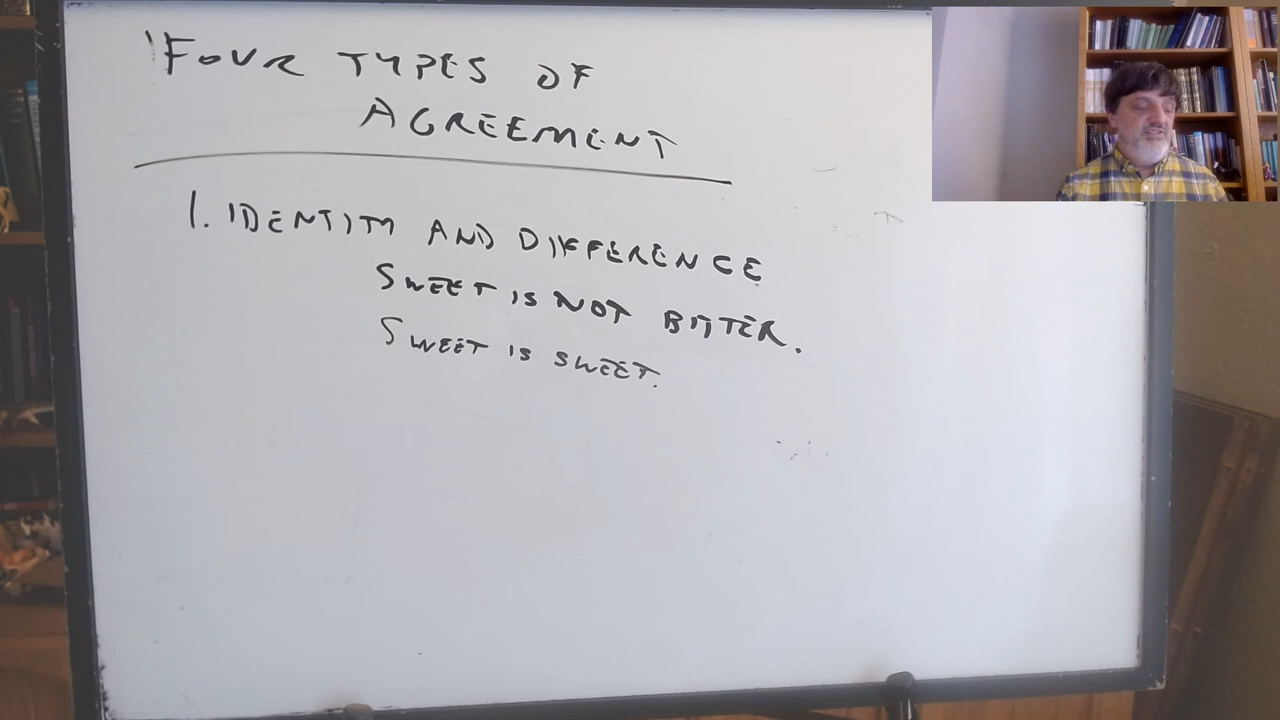 FOUR TYPES OF
AGREEMENT
1. IDENTITY AND DIFFERENCE
SWEET IS NOT BITTER.
SWEET IS SWEET.